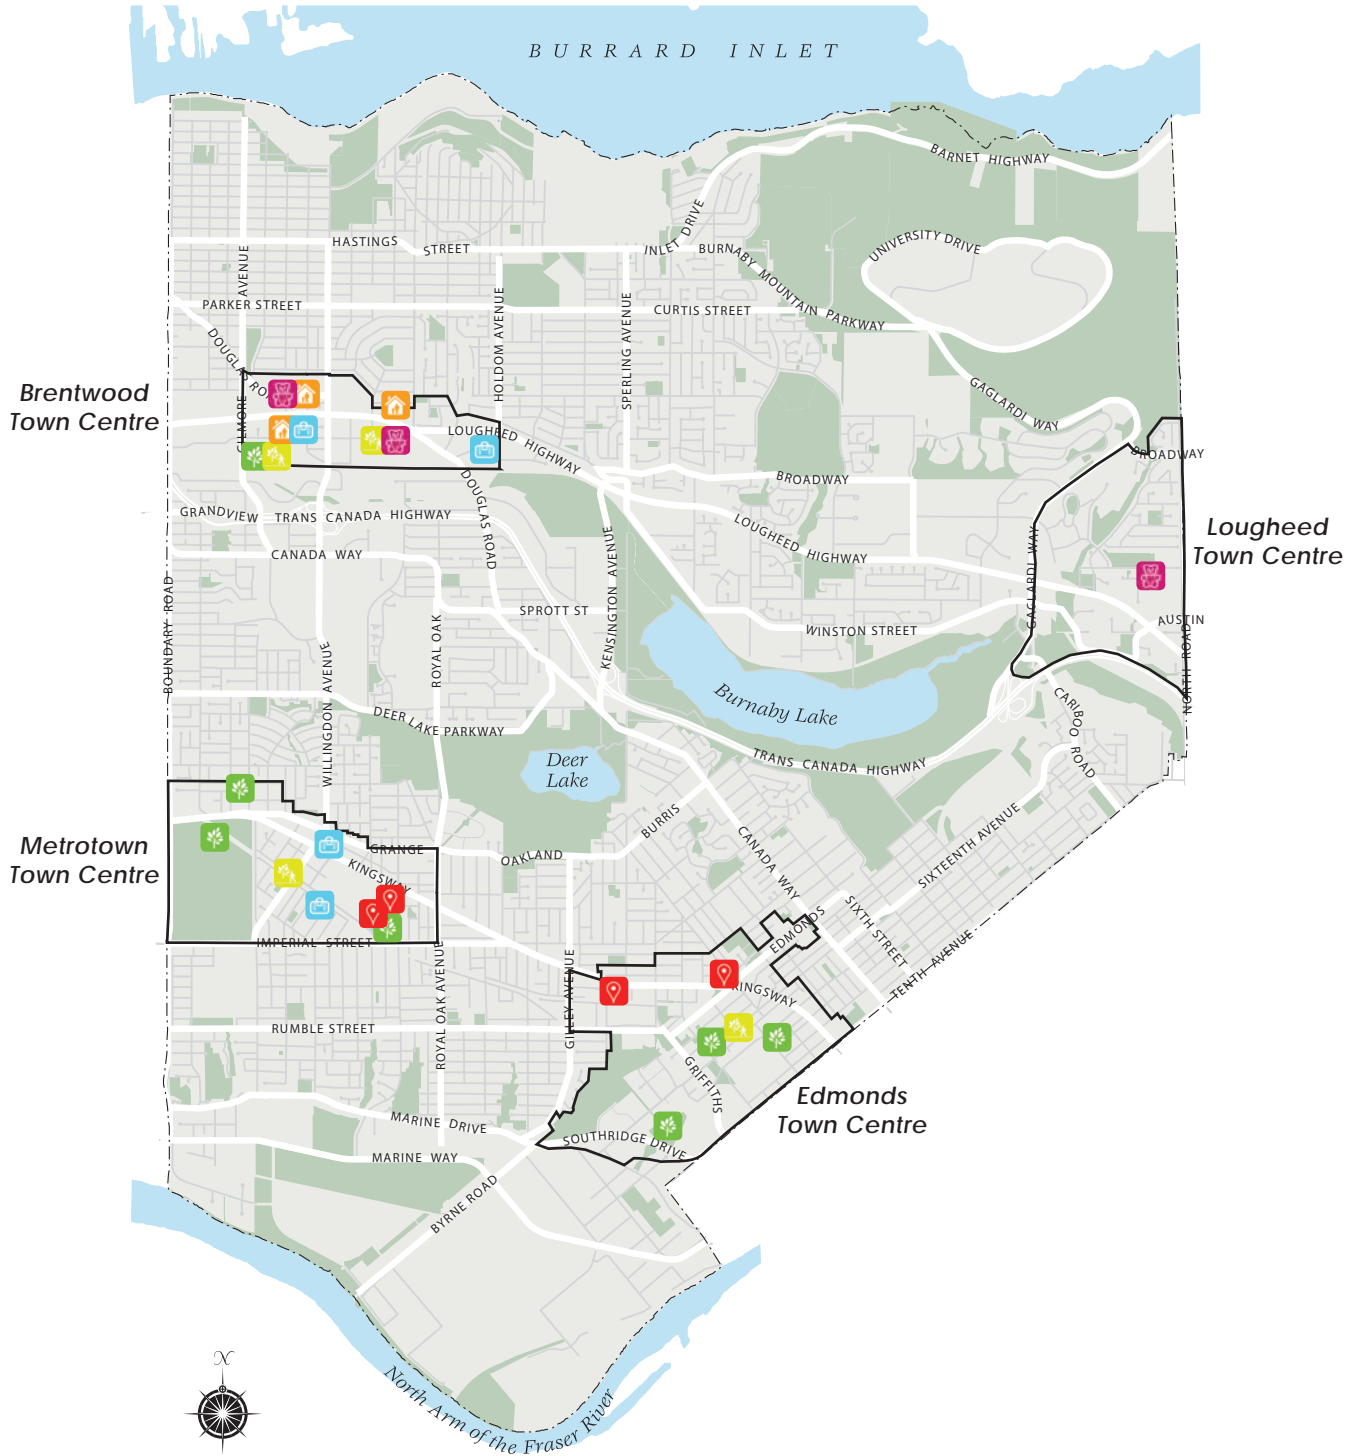 BURRARD INLET
BARNET HIGHWAY
INLET DRIVE
UNIVERSITY DRIVE
HASTINGS STREET
BURNABY MOUNTAIN PARKWAY
AVENUE
PARKER STREET
HOLDOM AVENUE
SPERLING AVENUE
CURTIS STREET
DOUGLAS RO
GAGLARDI WAY
Brentwood
Town Centre
GILMORE
LOUGHEED HIGHWAY
BROADWAY
BROADWAY
DOUGLAS ROAD
GRANDVIEW TRANS CANADA HIGHWAY
LOUGHEED HIGHWAY
Lougheed
Town Centre
CANADA WAY
KENSINGTON AVENUE
GAGLARDI WAY
BOUNDARY ROAD
SPROTT ST
WINSTON STREET
AUSTIN
NORTH ROAD
ROYAL OAK
WILLINGDON AVENUE
Burnaby Lake
CARIBOO ROAD
DEER LAKE PARKWAY
TRANS CANADA HIGHWAY
Deer
Lake
BURRIS
CANADA WAY
SIXTEENTH AVENUE
Metrotown
Town Centre
GRANGE
OAKLAND
KINGSWAY
SIXTH STREET
EDMONDS
IMPERIAL STREET
TENTH AVENUE
ROYAL OAK AVENUE
GILLEY AVENUE
KINGSWAY
RUMBLE STREET
GRIFFITHS
Edmonds
Town Centre
MARINE DRIVE
SOUTHRIDGE DRIVE
MARINE WAY
BYRNE ROAD
N
North Arm of the Fraser River